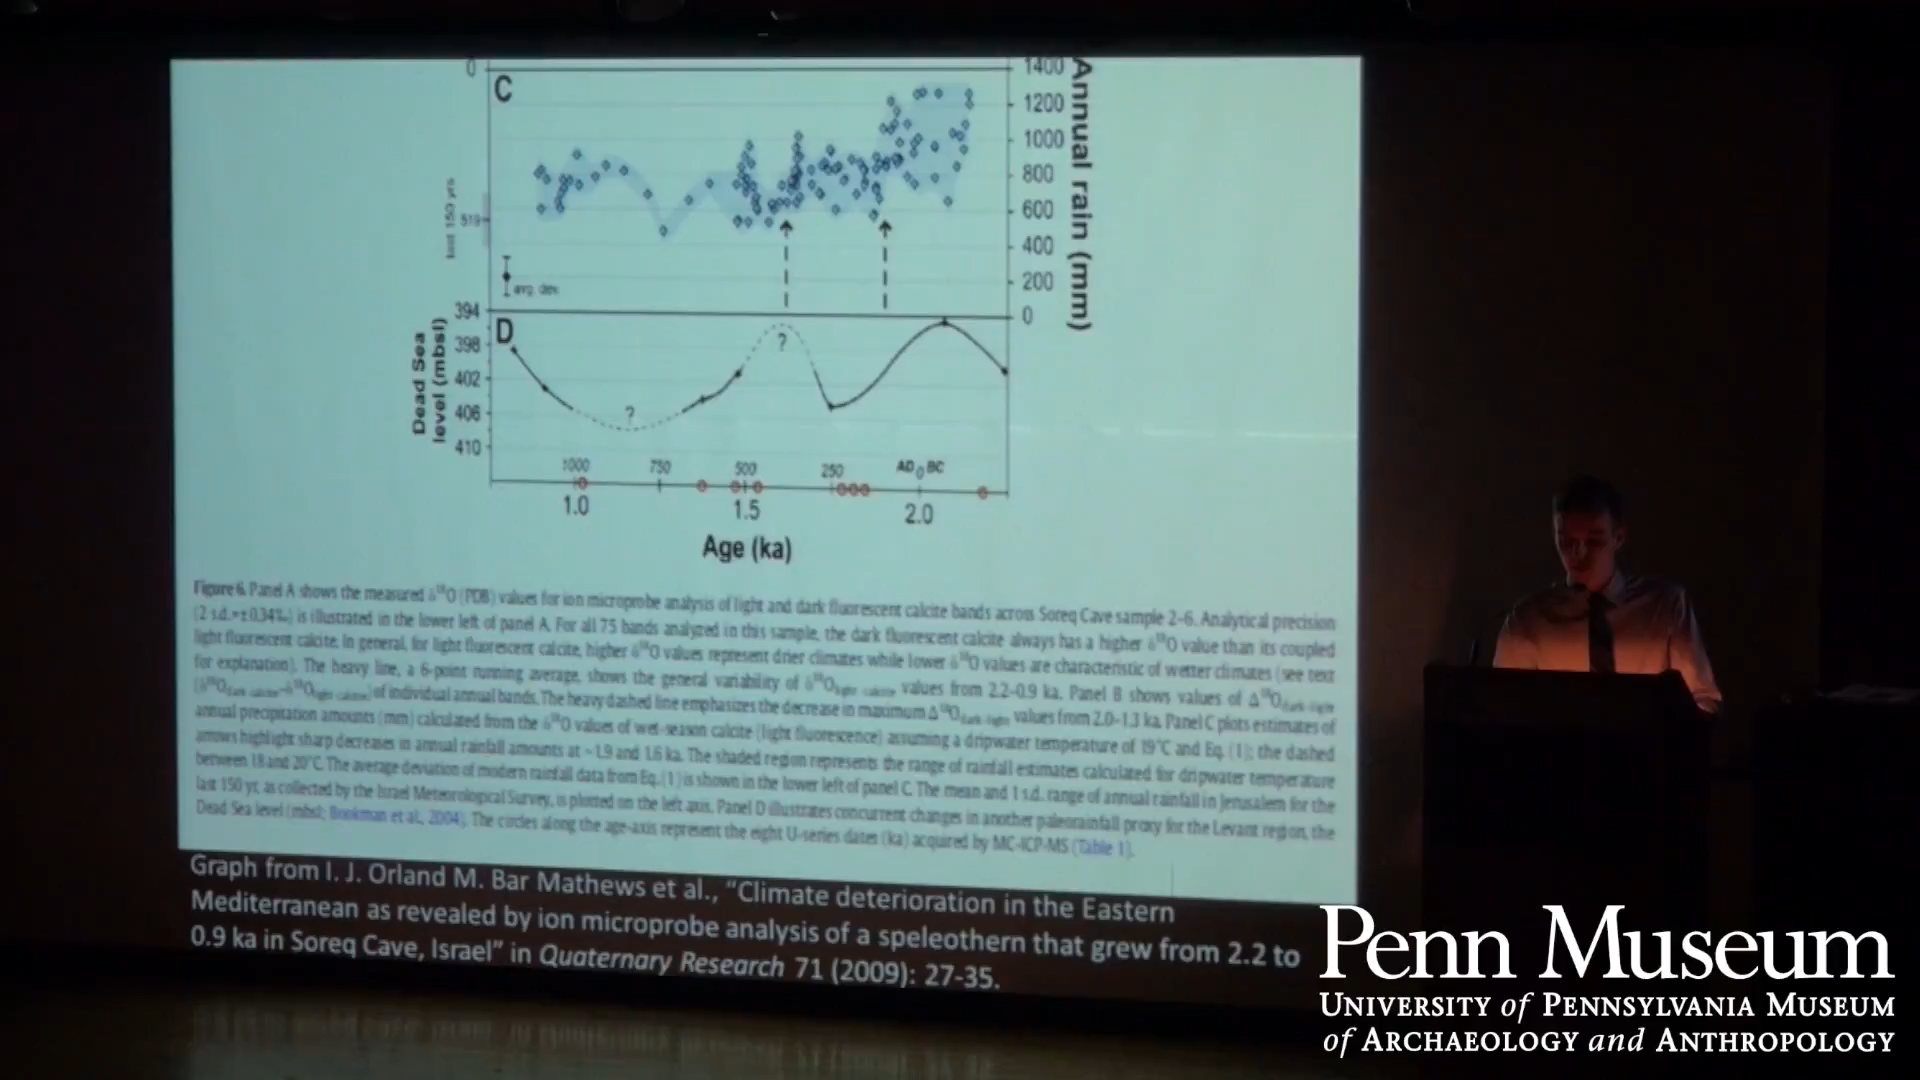 0
C
1400
1200
1000
800
600
400
200
0
Annual rain (mm)
last 150 yrs
519
avg. dev.
394
398
402
406
410
Dead Sea
level (mbsl)
D
?
?
1000 750 500 250 AD 0 BC
1.0 1.5 2.0
Age (ka)
Figure 6. Panel A shows the measured δ18O (PDB) values for ion microprobe analysis of light and dark fluorescent calcite bands across Soreq Cave sample 2-6. Analytical precision
(2 s.d.=±0.34‰) is illustrated in the lower left of panel A. For all 75 bands analyzed in this sample, the dark fluorescent calcite always has a higher δ18O value than its coupled
light fluorescent calcite. In general, for light fluorescent calcite, higher δ18O values represent drier climates while lower δ18O values are characteristic of wetter climates (see text
for explanation). The heavy line, a 6-point running average, shows the general variability of δ18Olight calcite values from 2.2–0.9 ka. Panel B shows values of Δ18Odark-light
(δ18Odark calcite–δ18Olight calcite) of individual annual bands. The heavy dashed line emphasizes the decrease in maximum Δ18Odark-light values from 2.0–1.3 ka. Panel C plots estimates of
annual precipitation amounts (mm) calculated from the δ18O values of wet-season calcite (light fluorescence) assuming a dripwater temperature of 19°C and Eq. (1); the dashed
arrows highlight sharp decreases in annual rainfall amounts at ~1.9 and 1.6 ka. The shaded region represents the range of rainfall estimates calculated for dripwater temperature
between 18 and 20°C. The average deviation of modern rainfall data from Eq. (1) is shown in the lower left of panel C. The mean and 1 s.d. range of annual rainfall in Jerusalem for the
last 150 yr, as collected by the Israel Meteorological Survey, is plotted on the left axis. Panel D illustrates concurrent changes in another paleorainfall proxy for the Levant region, the
Dead Sea level (mbsl; Bookman et al., 2004). The circles along the age-axis represent the eight U-series dates (ka) acquired by MC-ICP-MS (Table 1).
Graph from I. J. Orland M. Bar Mathews et al., “Climate deterioration in the Eastern
Mediterranean as revealed by ion microprobe analysis of a speleothern that grew from 2.2 to
0.9 ka in Soreq Cave, Israel” in Quaternary Research 71 (2009): 27-35.
Penn Museum
UNIVERSITY of PENNSYLVANIA MUSEUM
of ARCHAEOLOGY and ANTHROPOLOGY